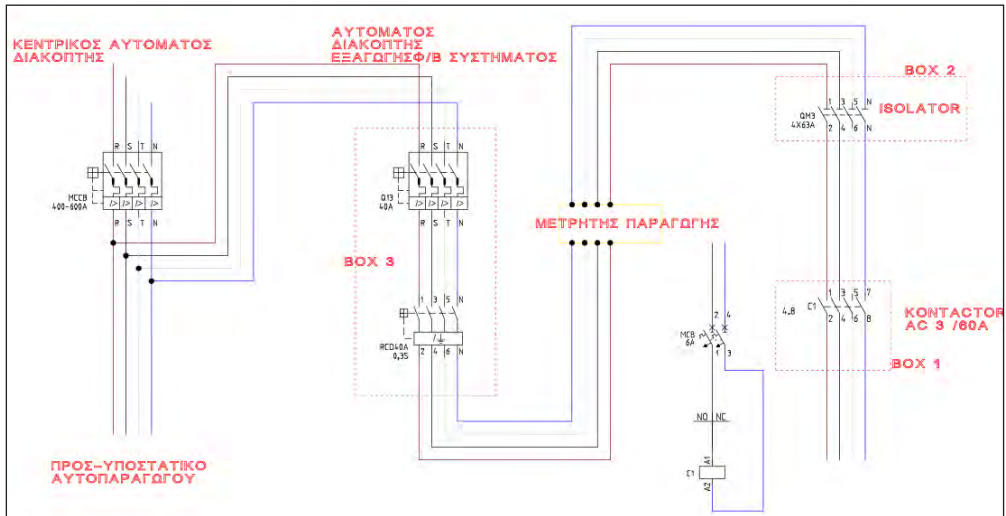 ΚΕΝΤΡΙΚΟΣ ΑΥΤΟΜΑΤΟΣ
ΔΙΑΚΟΠΤΗΣ
ΑΥΤΟΜΑΤΟΣ
ΔΙΑΚΟΠΤΗΣ
ΕΞΑΓΩΓΗΣΦ/Β ΣΥΣΤΗΜΑΤΟΣ
BOX 2
1 3 5 N
ISOLATOR
QM3
4X63A
2 4 6 N
R S T N
MCCB
400-600A
I> I> I> I>
R S T N
R S T N
Q13
40A
I> I> I> I>
R S T N
ΜΕΤΡΗΤΗΣ ΠΑΡΑΓΩΓΗΣ
BOX 3
1 3 5 N
RCD40A
0,3S
2 4 6 N
2 4
MCB
6A
1 3
NO NC
A1
C1
A2
1 3 5 7
4.8
C1
2 4 6 8
KONTACTOR
AC 3 /60A
BOX 1
ΠΡΟΣ-ΥΠΟΣΤΑΤΙΚΟ
ΑΥΤΟΠΑΡΑΓΩΓΟΥ